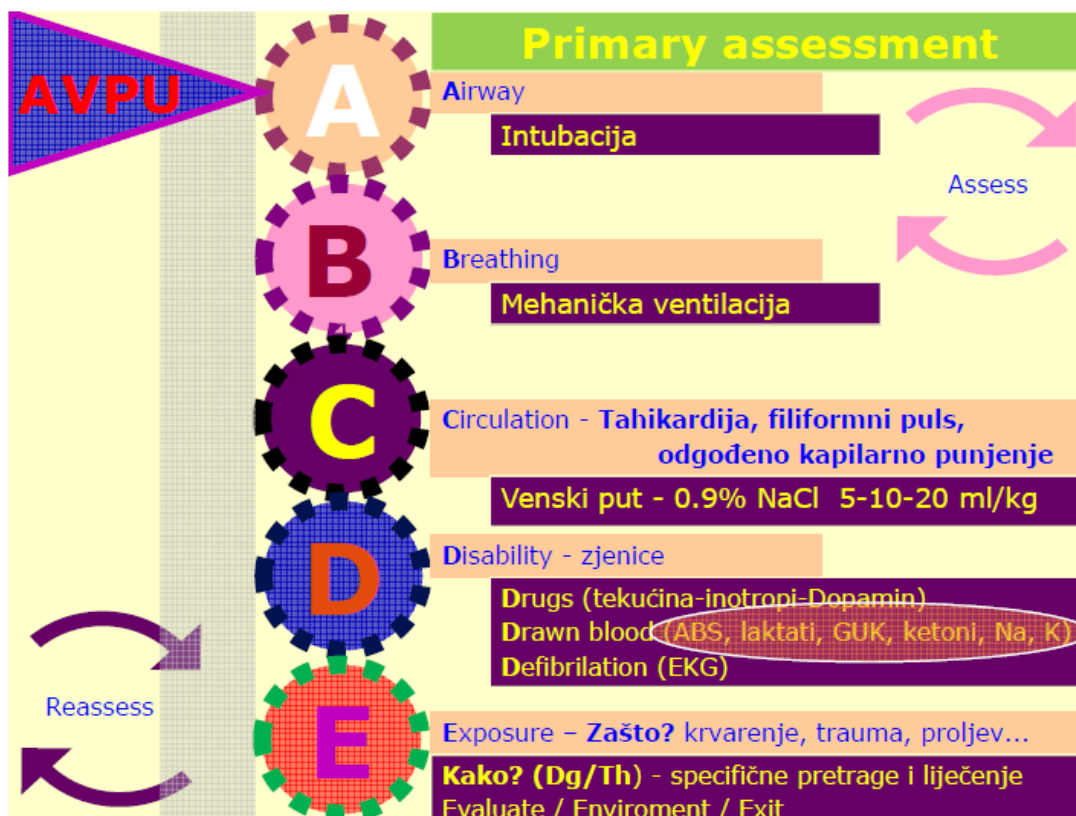 Primary assessment
AVPU
A
Airway
Intubacija
Assess
B
Breathing
Mehanička ventilacija
C
Circulation - Tahikardija, filiformni puls,
odgođeno kapilarno punjenje
Venski put - 0.9% NaCl 5-10-20 ml/kg
D
Disability - zjenice
Drugs (tekućina-inotropi-Dopamin)
Drawn blood (ABS, laktati, GUK, ketoni, Na, K)
Defibrilation (EKG)
Reassess
E
Exposure – Zašto? krvarenje, trauma, proljev...
Kako? (Dg/Th) - specifične pretrage i liječenje
Evaluate / Enviroment / Exit